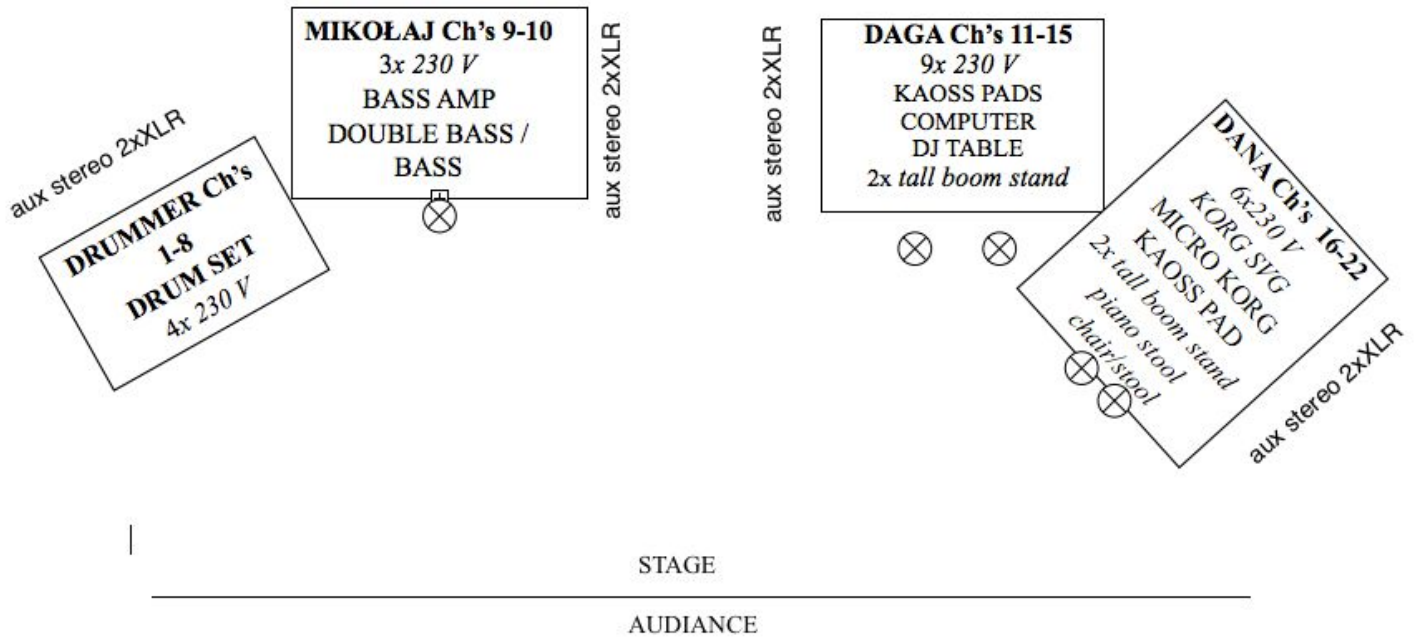 aux stereo 2xXLR
DRUMMER Ch's
1-8
DRUM SET
4x 230 V
MIKOŁAJ Ch's 9-10
3x 230 V
BASS AMP
DOUBLE BASS /
BASS
aux stereo 2xXLR
aux stereo 2xXLR
DAGA Ch's 11-15
9x 230 V
KAOSS PADS
COMPUTER
DJ TABLE
2x tall boom stand
DANA Ch's 16-22
6x230 V
KORG SVG
MICRO KORG
KAOSS PAD
2x tall boom stand
piano stool
chair/stool
aux stereo 2xXLR
STAGE
AUDIANCE